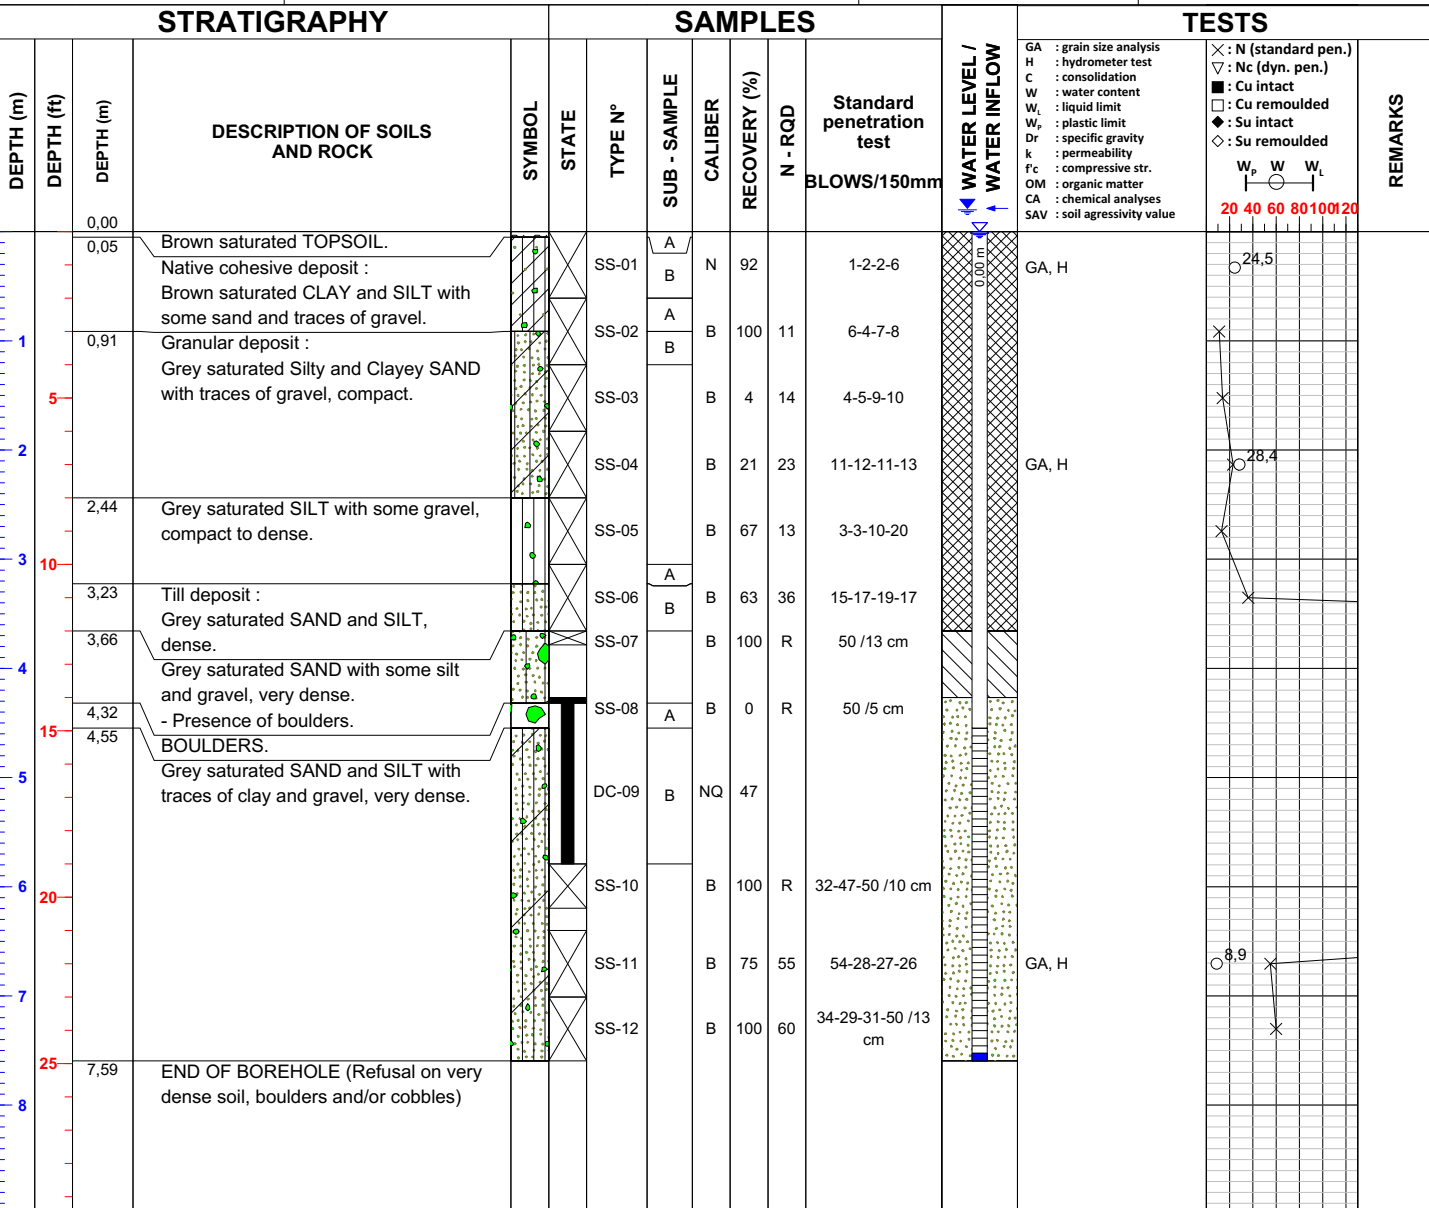 STRATIGRAPHY
SAMPLES
TESTS
DEPTH (m)
DEPTH (ft)
DEPTH (m)
DESCRIPTION OF SOILS
AND ROCK
SYMBOL
STATE
TYPE N°
SUB - SAMPLE
CALIBER
RECOVERY (%)
N - RQD
Standard
penetration
test
BLOWS/150mm
WATER LEVEL /
WATER INFLOW
GA : grain size analysis
H : hydrometer test
C : consolidation
W : water content
WL : liquid limit
WP : plastic limit
Dr : specific gravity
k : permeability
f'c : compressive str.
OM : organic matter
CA : chemical analyses
SAV : soil agressivity value
: N (standard pen.)
: Nc (dyn. pen.)
: Cu intact
: Cu remoulded
: Su intact
: Su remoulded
WP W WL
20 40 60 80 100 120
REMARKS
0,00
0,05 Brown saturated TOPSOIL.
Native cohesive deposit :
Brown saturated CLAY and SILT with
some sand and traces of gravel.
0,91 Granular deposit :
Grey saturated Silty and Clayey SAND
with traces of gravel, compact.
2,44 Grey saturated SILT with some gravel,
compact to dense.
3,23 Till deposit :
Grey saturated SAND and SILT,
dense.
3,66
Grey saturated SAND with some silt
and gravel, very dense.
- Presence of boulders.
4,32
BOULDERS.
4,55
Grey saturated SAND and SILT with
traces of clay and gravel, very dense.
7,59 END OF BOREHOLE (Refusal on very
dense soil, boulders and/or cobbles)
1
2
3
4
5
6
7
8
5
10
15
20
25
A
SS-01 B N 92 1-2-2-6 GA, H 24,5
0.00 m
A
SS-02 B 100 11 6-4-7-8
B
SS-03 B 4 14 4-5-9-10
SS-04 B 21 23 11-12-11-13 GA, H 28,4
SS-05 B 67 13 3-3-10-20
A
SS-06 B B 63 36 15-17-19-17
SS-07 B 100 R 50 /13 cm
SS-08 A B 0 R 50 /5 cm
DC-09 B NQ 47
SS-10 B 100 R 32-47-50 /10 cm
SS-11 B 75 55 54-28-27-26 GA, H 8,9
SS-12 B 100 60 34-29-31-50 /13
cm